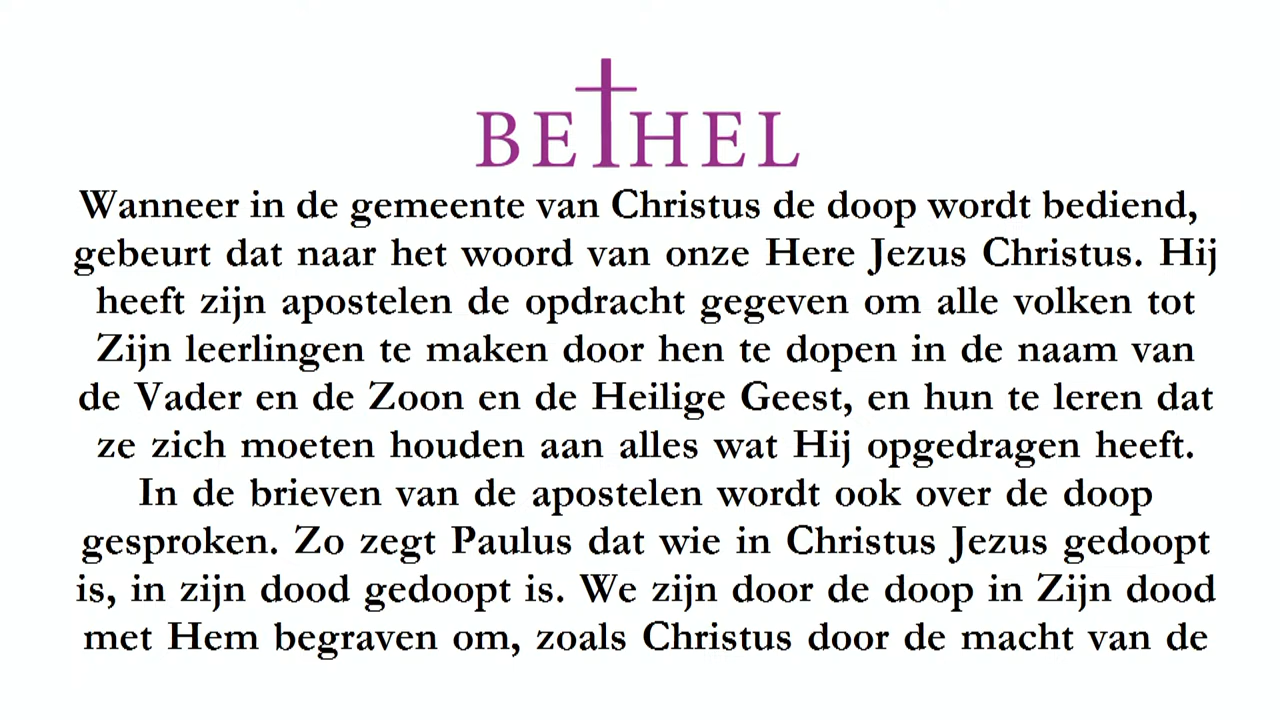 BETHEL
Wanneer in de gemeente van Christus de doop wordt bediend,
gebeurt dat naar het woord van onze Here Jezus Christus. Hij
heeft zijn apostelen de opdracht gegeven om alle volken tot
Zijn leerlingen te maken door hen te dopen in de naam van
de Vader en de Zoon en de Heilige Geest, en hun te leren dat
ze zich moeten houden aan alles wat Hij opgedragen heeft.
In de brieven van de apostelen wordt ook over de doop
gesproken. Zo zegt Paulus dat wie in Christus Jezus gedoopt
is, in zijn dood gedoopt is. We zijn door de doop in Zijn dood
met Hem begraven om, zoals Christus door de macht van de